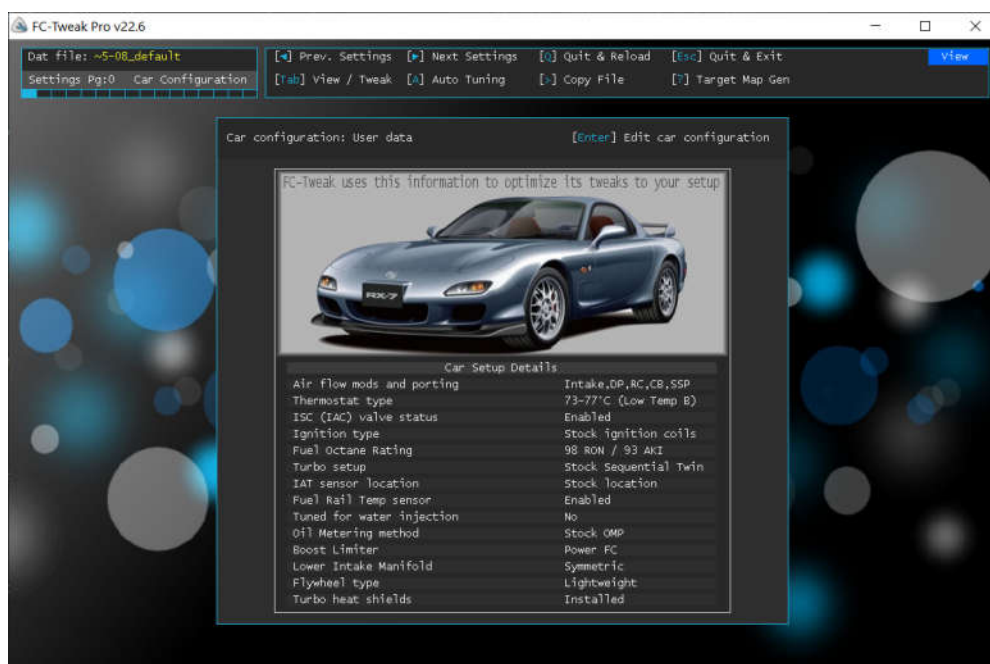 FC-Tweak Pro v22.6
Dat file: ~5-08_default
Settings Pg:0 Car Configuration
[◄] Prev. Settings [►] Next Settings [Q] Quit & Reload [Esc] Quit & Exit
[Tab] View / Tweak [A] Auto Tuning [>] Copy File [?] Target Map Gen
View
Car configuration: User data [Enter] Edit car configuration
FC-Tweak uses this information to optimize its tweaks to your setup
RX-7
Car Setup Details
Air flow mods and porting Intake,DP,RC,CB,SSP
Thermostat type 73~77°C (Low Temp B)
ISC (IAC) valve status Enabled
Ignition type Stock ignition coils
Fuel Octane Rating 98 RON / 93 AKI
Turbo setup Stock Sequential Twin
IAT sensor location Stock location
Fuel Rail Temp sensor Enabled
Tuned for water injection No
Oil Metering method Stock OMP
Boost Limiter Power FC
Lower Intake Manifold Symmetric
Flywheel type Lightweight
Turbo heat shields Installed